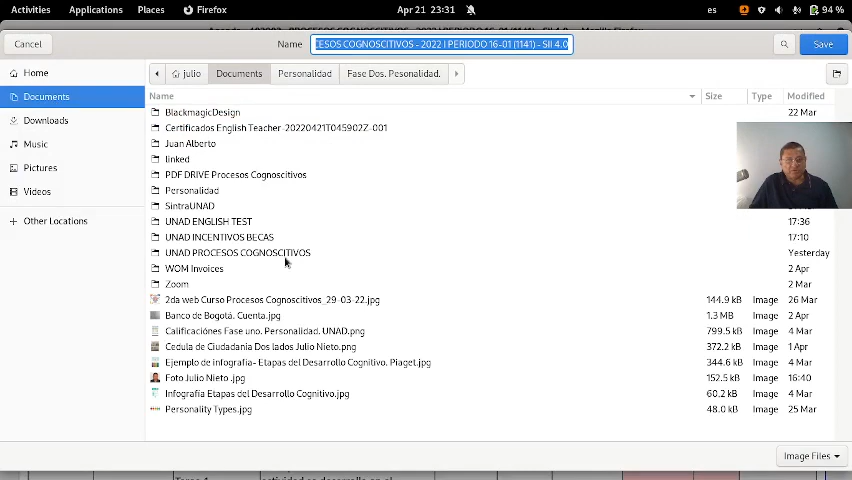 Activities Applications Places Firefox Apr 21 23:31 es 94 %
Cancel Name CESOS COGNOSCITIVOS - 2022 I PERIODO 16-01 (1141) - SII 4.0 Save
julio Documents Personalidad Fase Dos. Pesonalidad.
Home
Documents
Downloads
Music
Pictures
Videos
Other Locations
Name Size Type Modified
BlackmagicDesign 22 Mar
Certificados English Teacher-20220421T045902Z-001
Juan Alberto
linked
PDF DRIVE Procesos Cognoscitivos
Personalidad
SintraUNAD
UNAD ENGLISH TEST 17:36
UNAD INCENTIVOS BECAS 17:10
UNAD PROCESOS COGNOSCITIVOS Yesterday
WOM Invoices 2 Apr
Zoom 2 Mar
2da web Curso Procesos Cognoscitivos_29-03-22.jpg 144.9 kB Image 26 Mar
Banco de Bogotá. Cuenta.jpg 1.3 MB Image 2 Apr
Calificaciónes Fase uno. Personalidad. UNAD.png 799.5 kB Image 4 Mar
Cedula de Ciudadania Dos lados Julio Nieto.png 372.2 kB Image 1 Apr
Ejemplo de infografia- Etapas del Desarrollo Cognitivo. Piaget.jpg 344.6 kB Image 4 Mar
Foto Julio Nieto .jpg 152.5 kB Image 16:40
Infografía Etapas del Desarrollo Cognitivo.jpg 60.2 kB Image 4 Mar
Personality Types.jpg 48.0 kB Image 25 Mar
Image Files